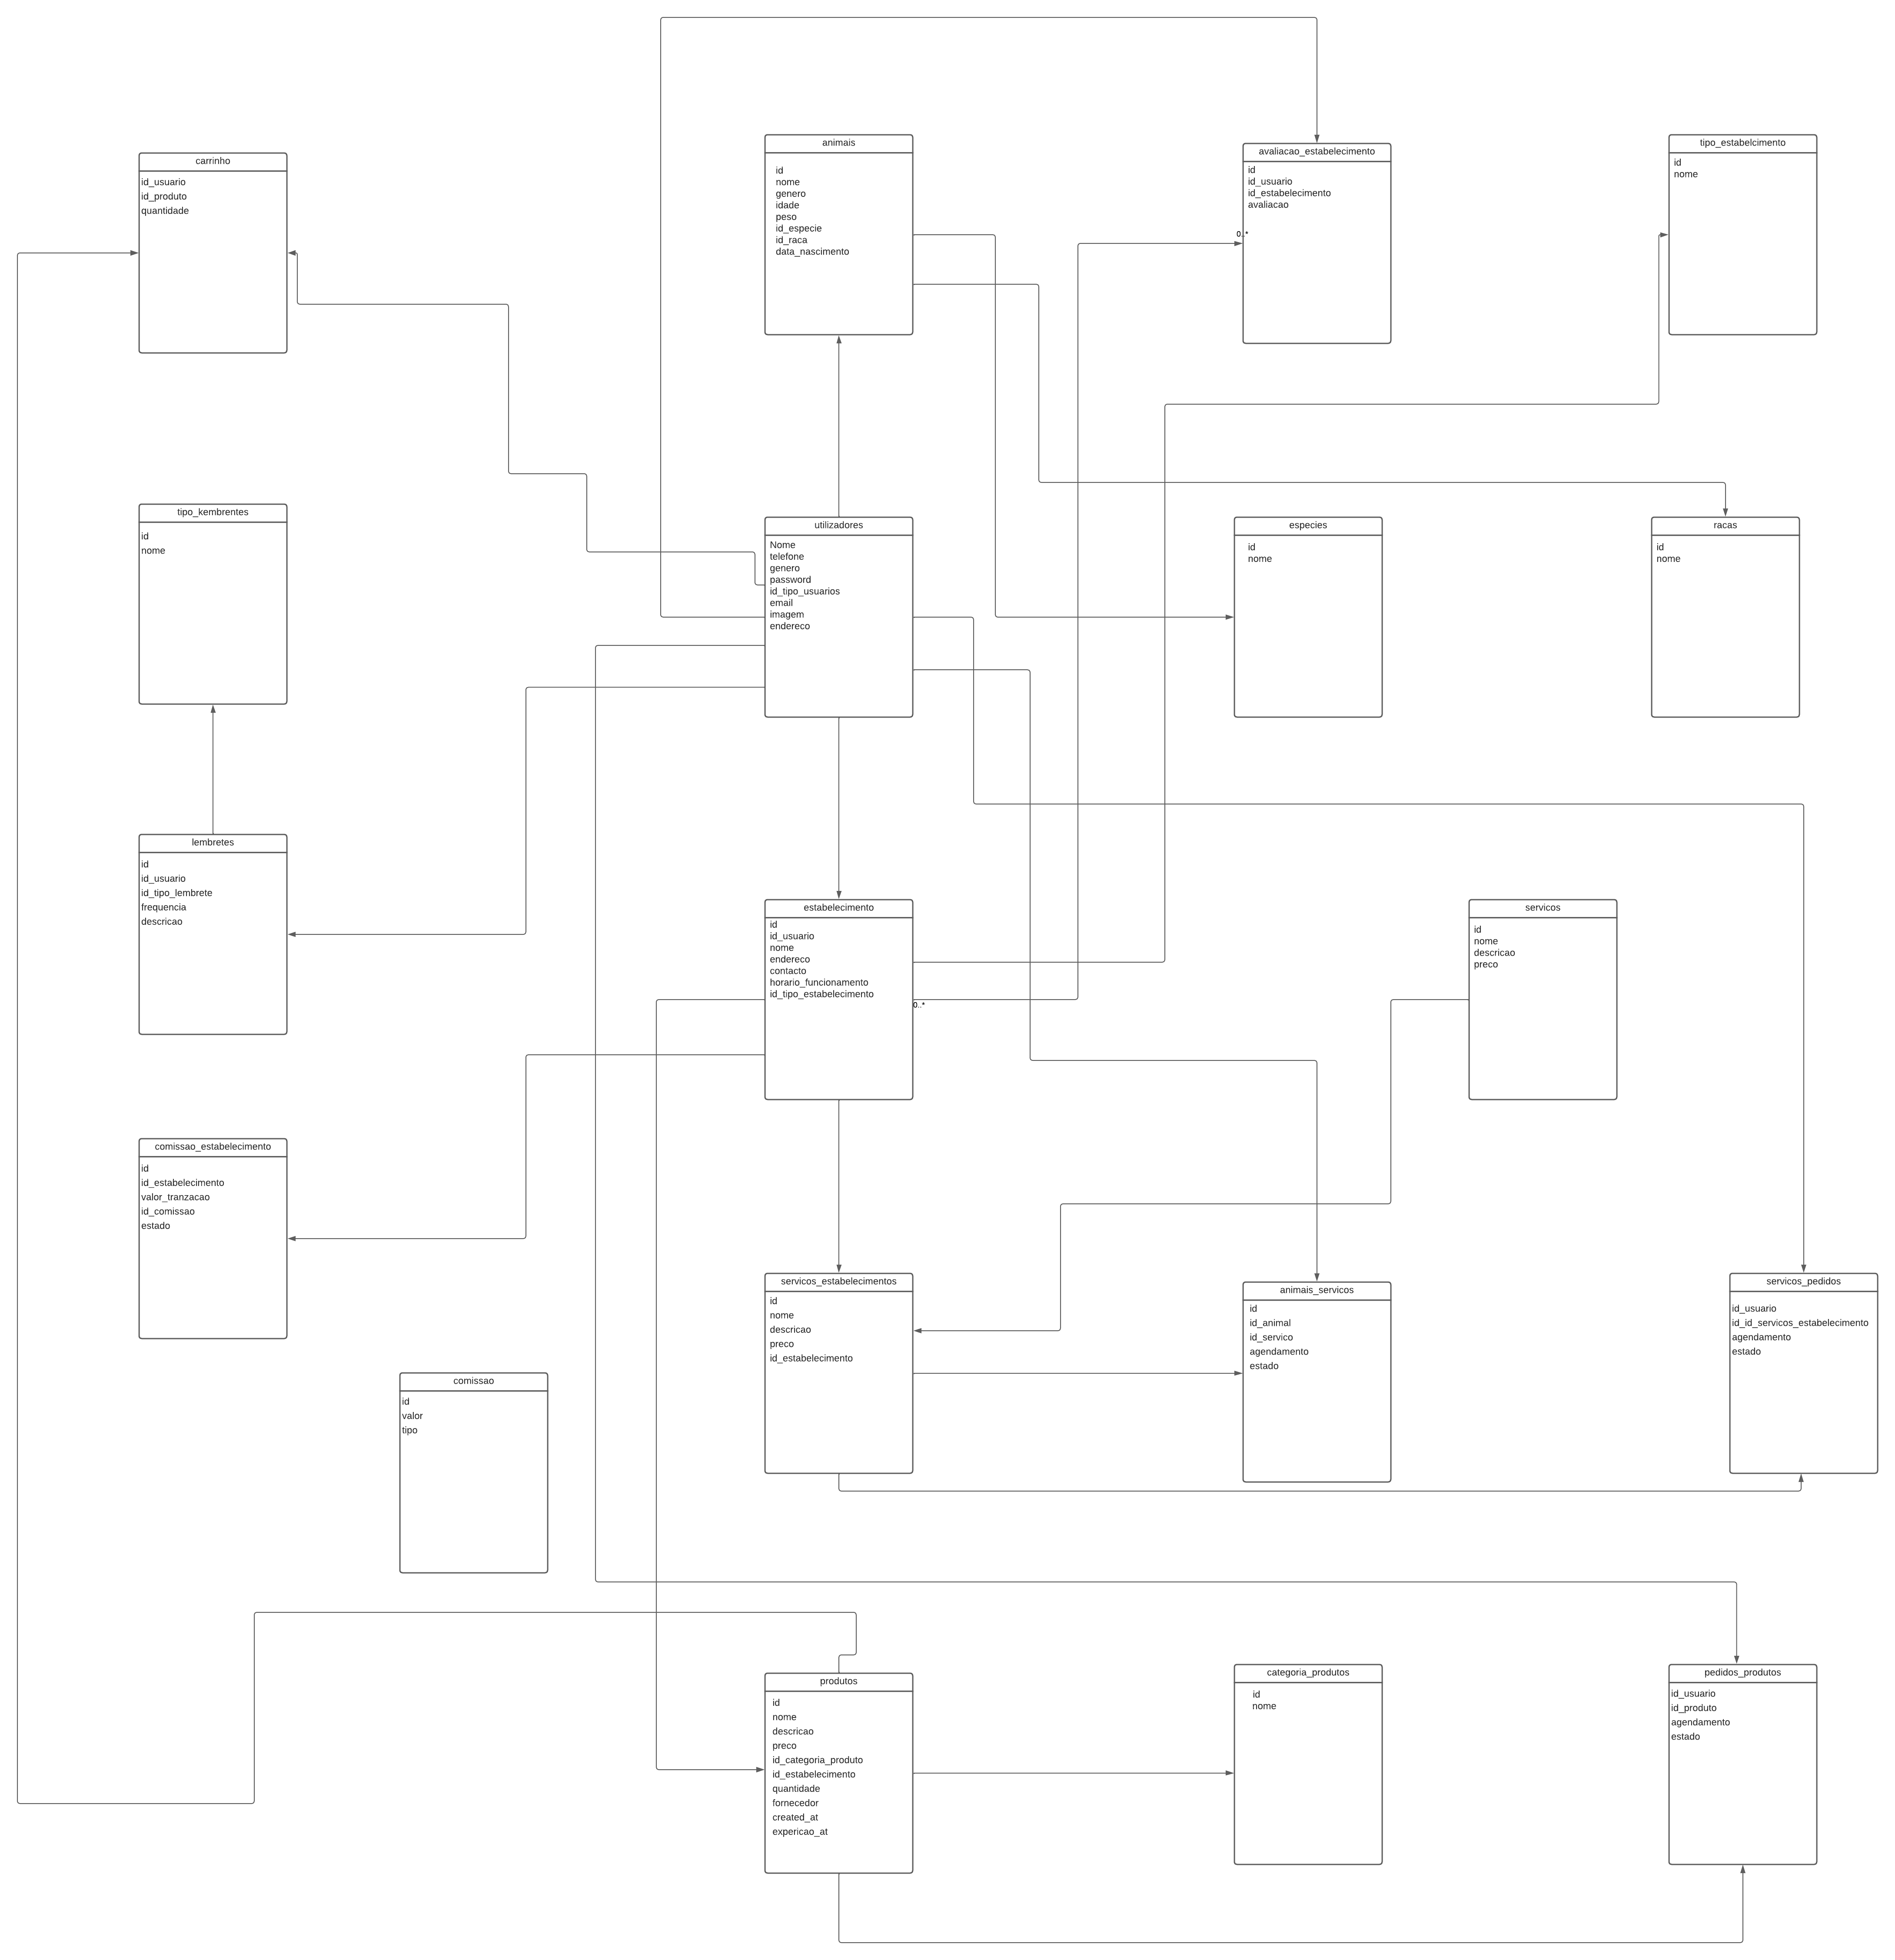 carrinho
id_usuario
id_produto
quantidade
animais
id
nome
genero
idade
peso
id_especie
id_raca
data_nascimento
avaliacao_estabelecimento
id
id_usuario
id_estabelecimento
avaliacao
0..*
tipo_estabelcimento
id
nome
tipo_kembrentes
id
nome
utilizadores
Nome
telefone
genero
password
id_tipo_usuarios
email
imagem
endereco
especies
id
nome
racas
id
nome
lembretes
id
id_usuario
id_tipo_lembrete
frequencia
descricao
estabelecimento
id
id_usuario
nome
endereco
contacto
horario_funcionamento
id_tipo_estabelecimento
0..*
servicos
id
nome
descricao
preco
comissao_estabelecimento
id
id_estabelecimento
valor_tranzacao
id_comissao
estado
servicos_estabelecimentos
id
nome
descricao
preco
id_estabelecimento
animais_servicos
id
id_animal
id_servico
agendamento
estado
servicos_pedidos
id_usuario
id_id_servicos_estabelecimento
agendamento
estado
comissao
id
valor
tipo
produtos
id
nome
descricao
preco
id_categoria_produto
id_estabelecimento
quantidade
fornecedor
created_at
expericao_at
categoria_produtos
id
nome
pedidos_produtos
id_usuario
id_produto
agendamento
estado